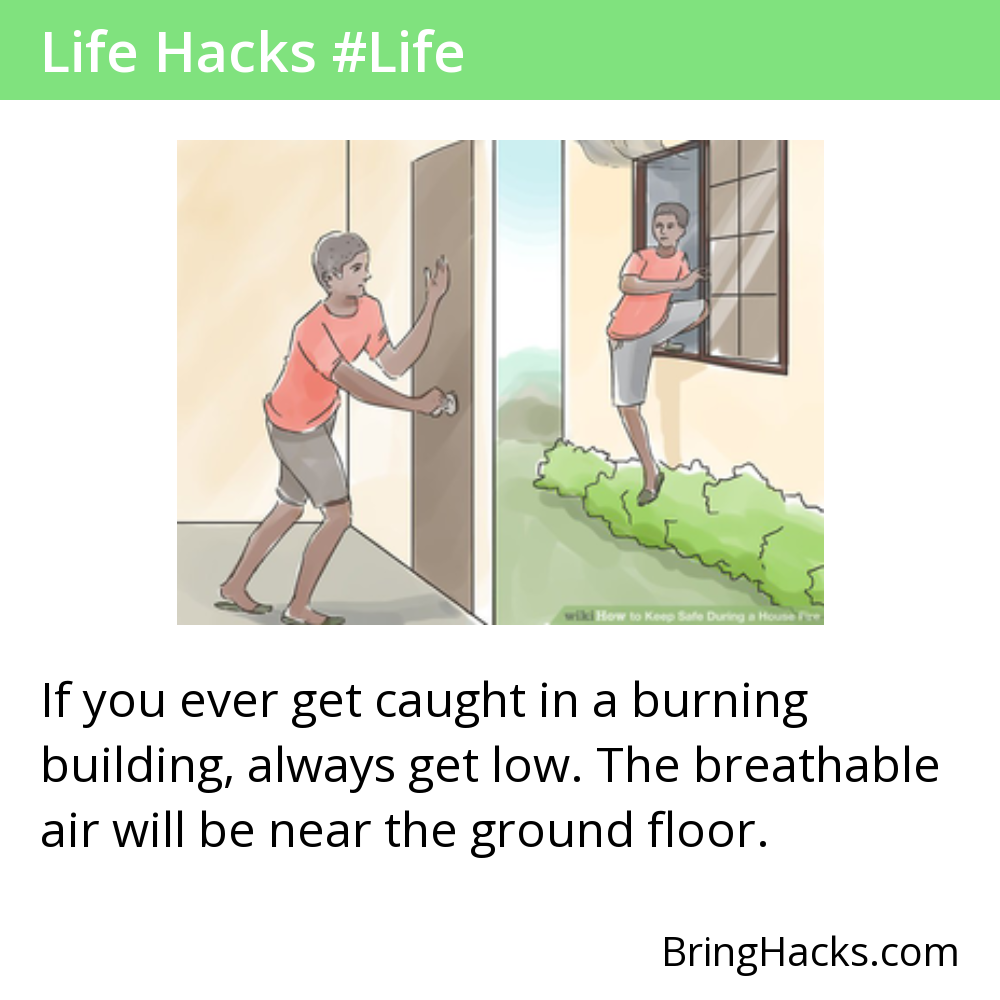 Life Hacks #Life
wikiHow to Keep Safe During a House Fire
If you ever get caught in a burning
building, always get low. The breathable
air will be near the ground floor.
BringHacks.com